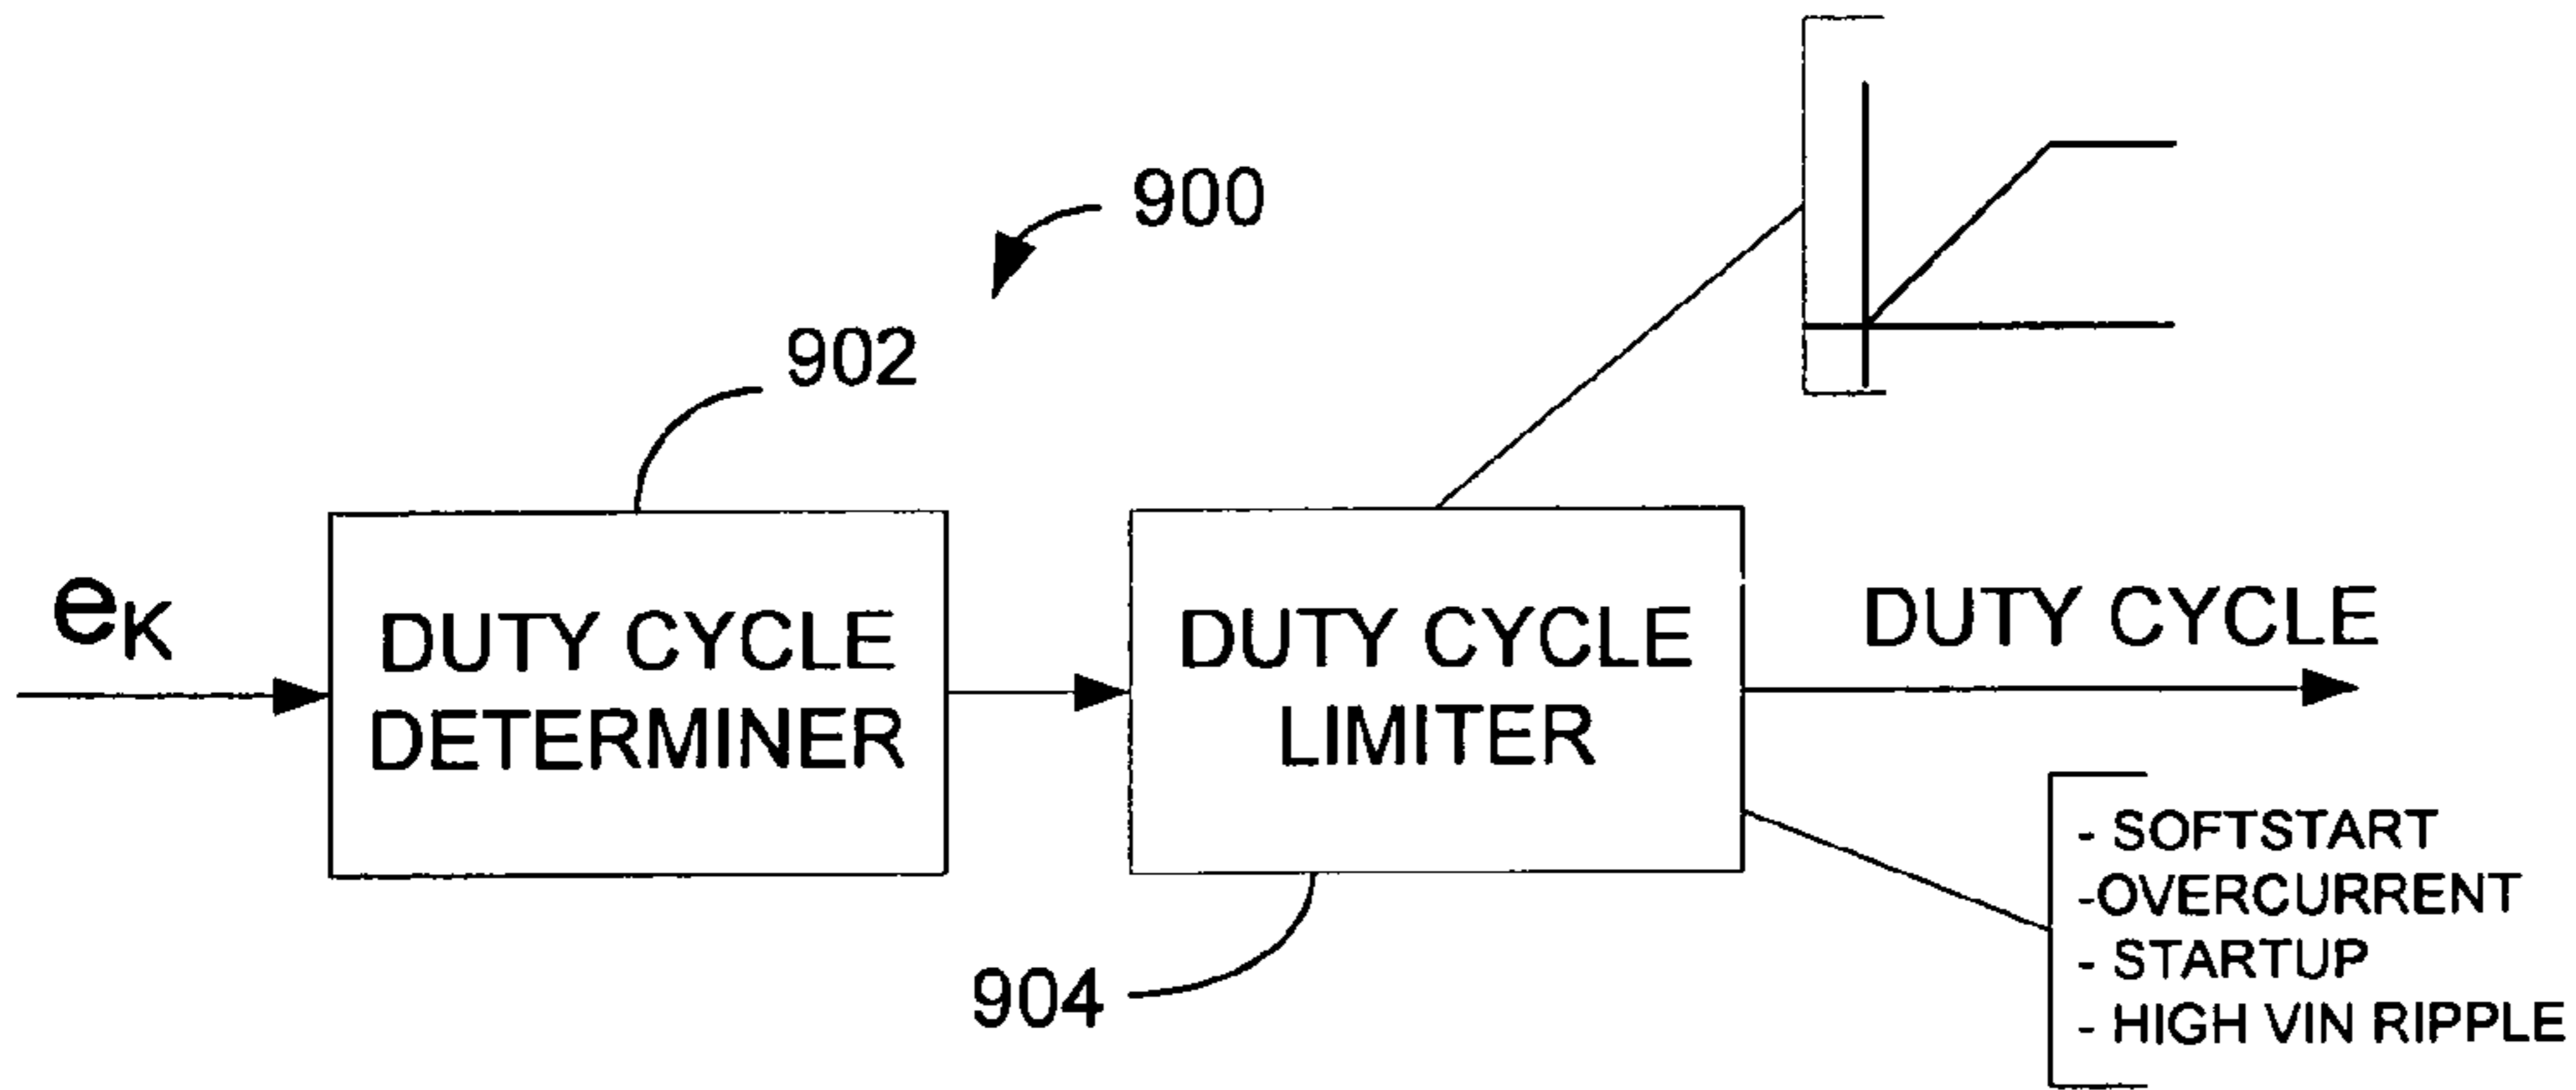 900
902
eK
DUTY CYCLE
DETERMINER
DUTY CYCLE
LIMITER
DUTY CYCLE
904
- SOFTSTART
-OVERCURRENT
- STARTUP
- HIGH VIN RIPPLE